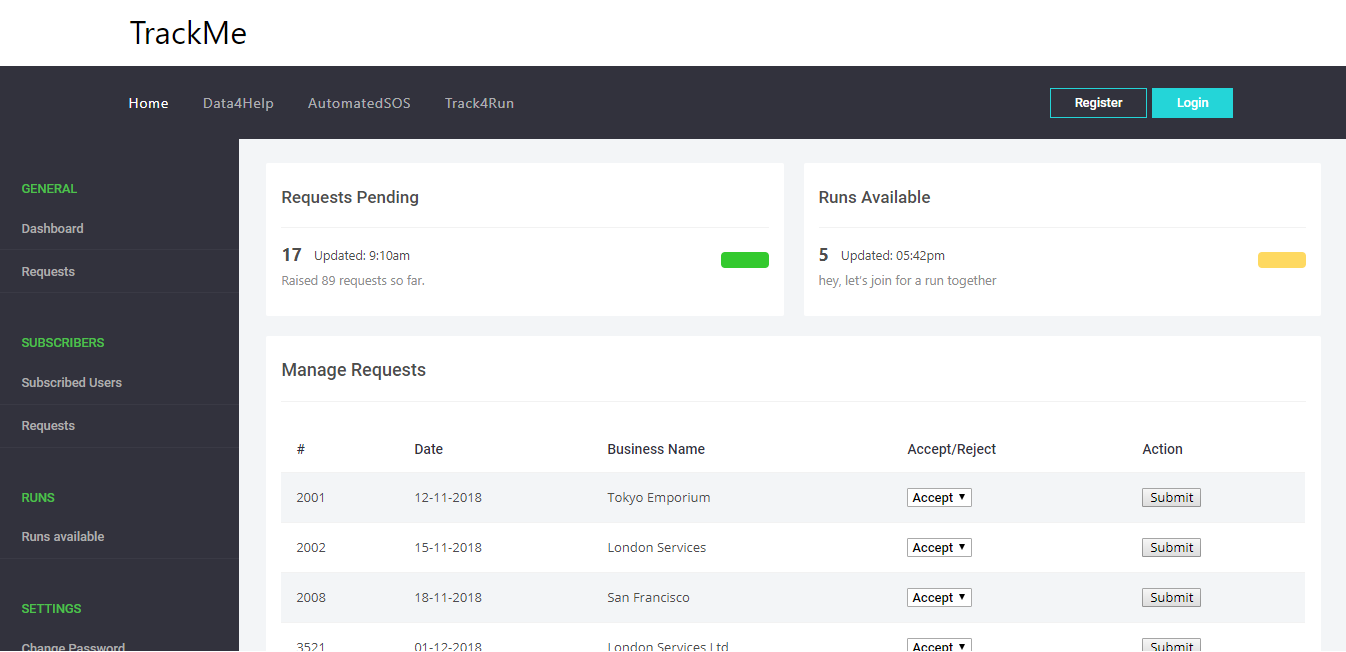 TrackMe
Home Data4Help AutomatedSOS Track4Run Register Login
GENERAL
Dashboard
Requests
SUBSCRIBERS
Subscribed Users
Requests
RUNS
Runs available
SETTINGS
Change Password
Requests Pending
17 Updated: 9:10am
Raised 89 requests so far.
Runs Available
5 Updated: 05:42pm
hey, let's join for a run together
Manage Requests
# Date Business Name Accept/Reject Action
2001 12-11-2018 Tokyo Emporium Accept Submit
2002 15-11-2018 London Services Accept Submit
2008 18-11-2018 San Francisco Accept Submit
3521 01-12-2018 London Services Ltd Accept Submit